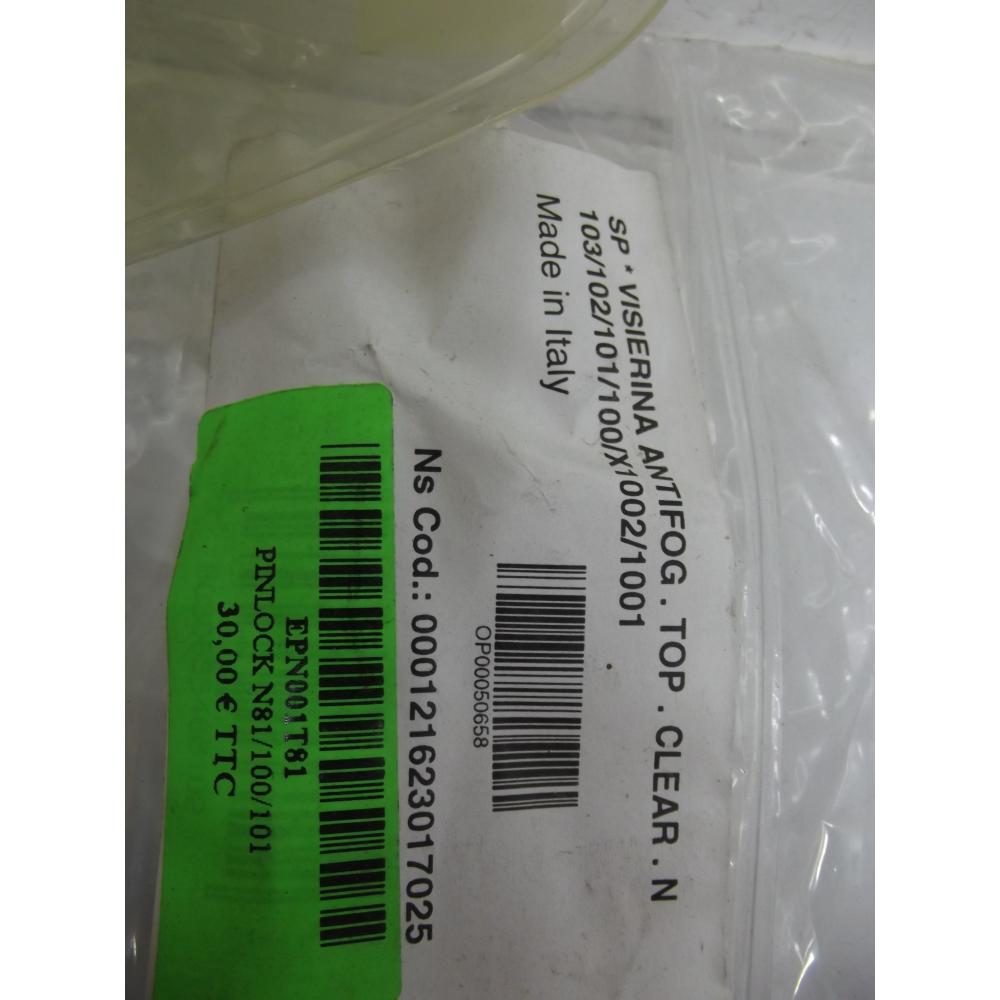 SP * VISIERINA ANTIFOG . TOP . CLEAR . N
103/102/101/100/X1002/1001
Made in Italy
OP00050658
Ns Cod.: 000121623017025
EPN001T81
PINLOCK N81/100/101
30,00 € TTC